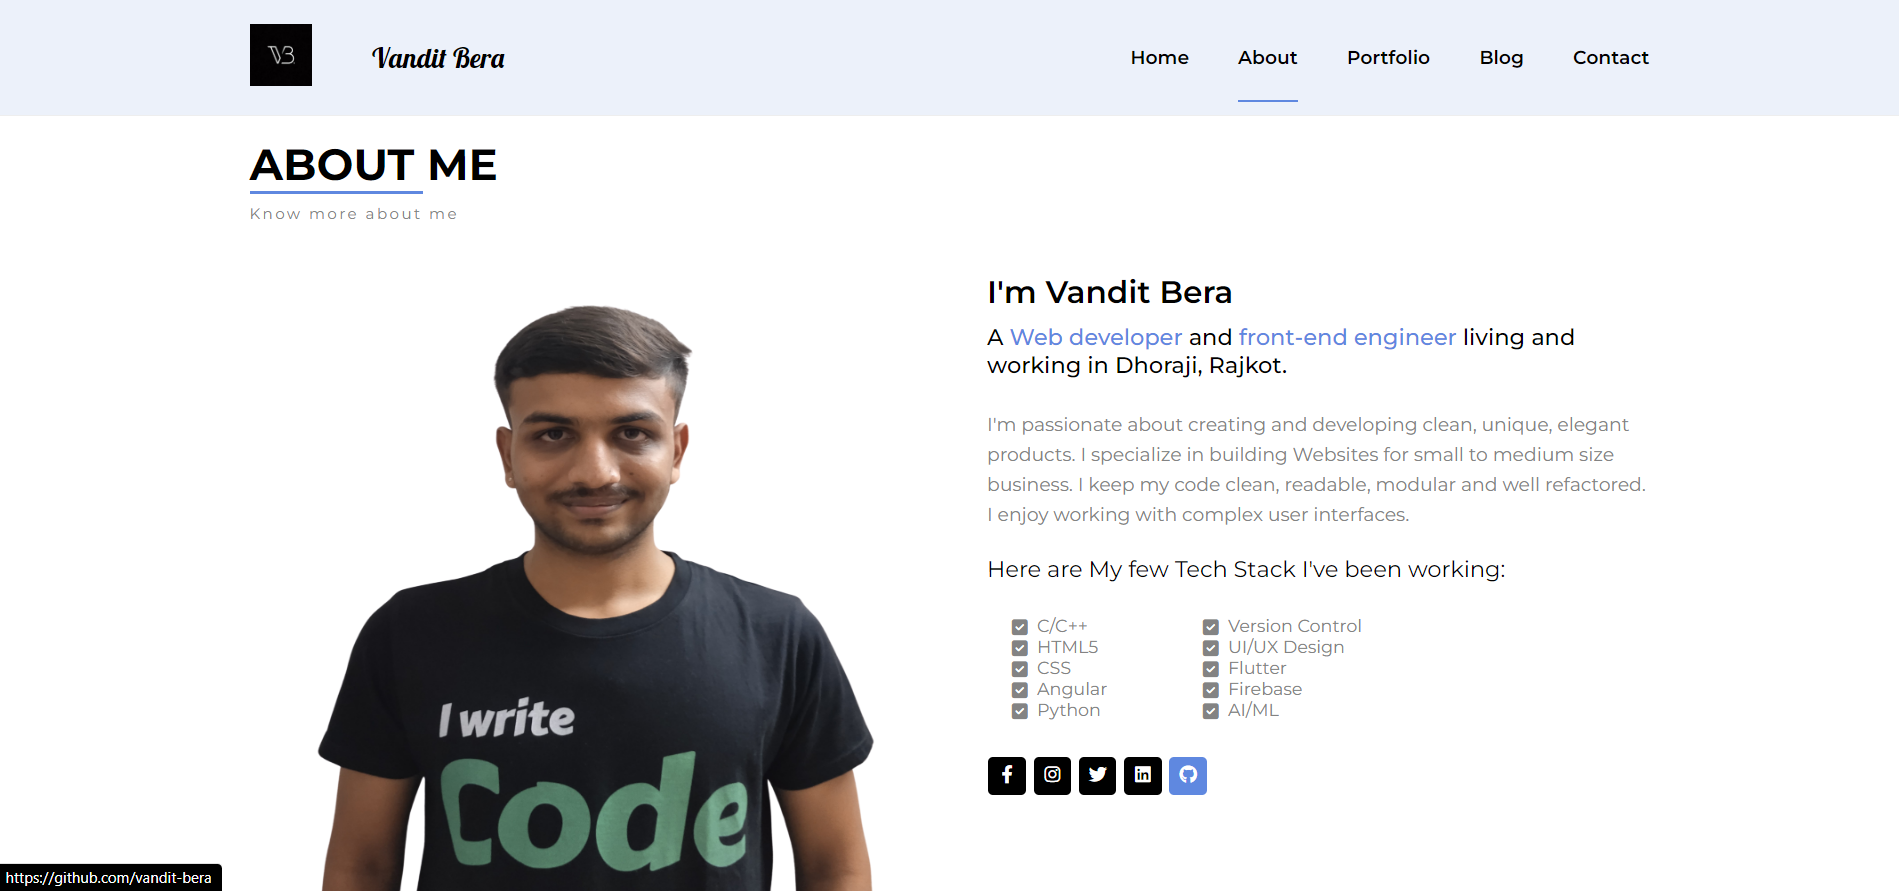 VB
Vandit Bera
Home About Portfolio Blog Contact
ABOUT ME
Know more about me
I'm Vandit Bera
A Web developer and front-end engineer living and
working in Dhoraji, Rajkot.
I'm passionate about creating and developing clean, unique, elegant
products. I specialize in building Websites for small to medium size
business. I keep my code clean, readable, modular and well refactored.
I enjoy working with complex user interfaces.
Here are My few Tech Stack I've been working:
C/C++
HTML5
CSS
Angular
Python
Version Control
UI/UX Design
Flutter
Firebase
AI/ML
I write
Code
https://github.com/vandit-bera